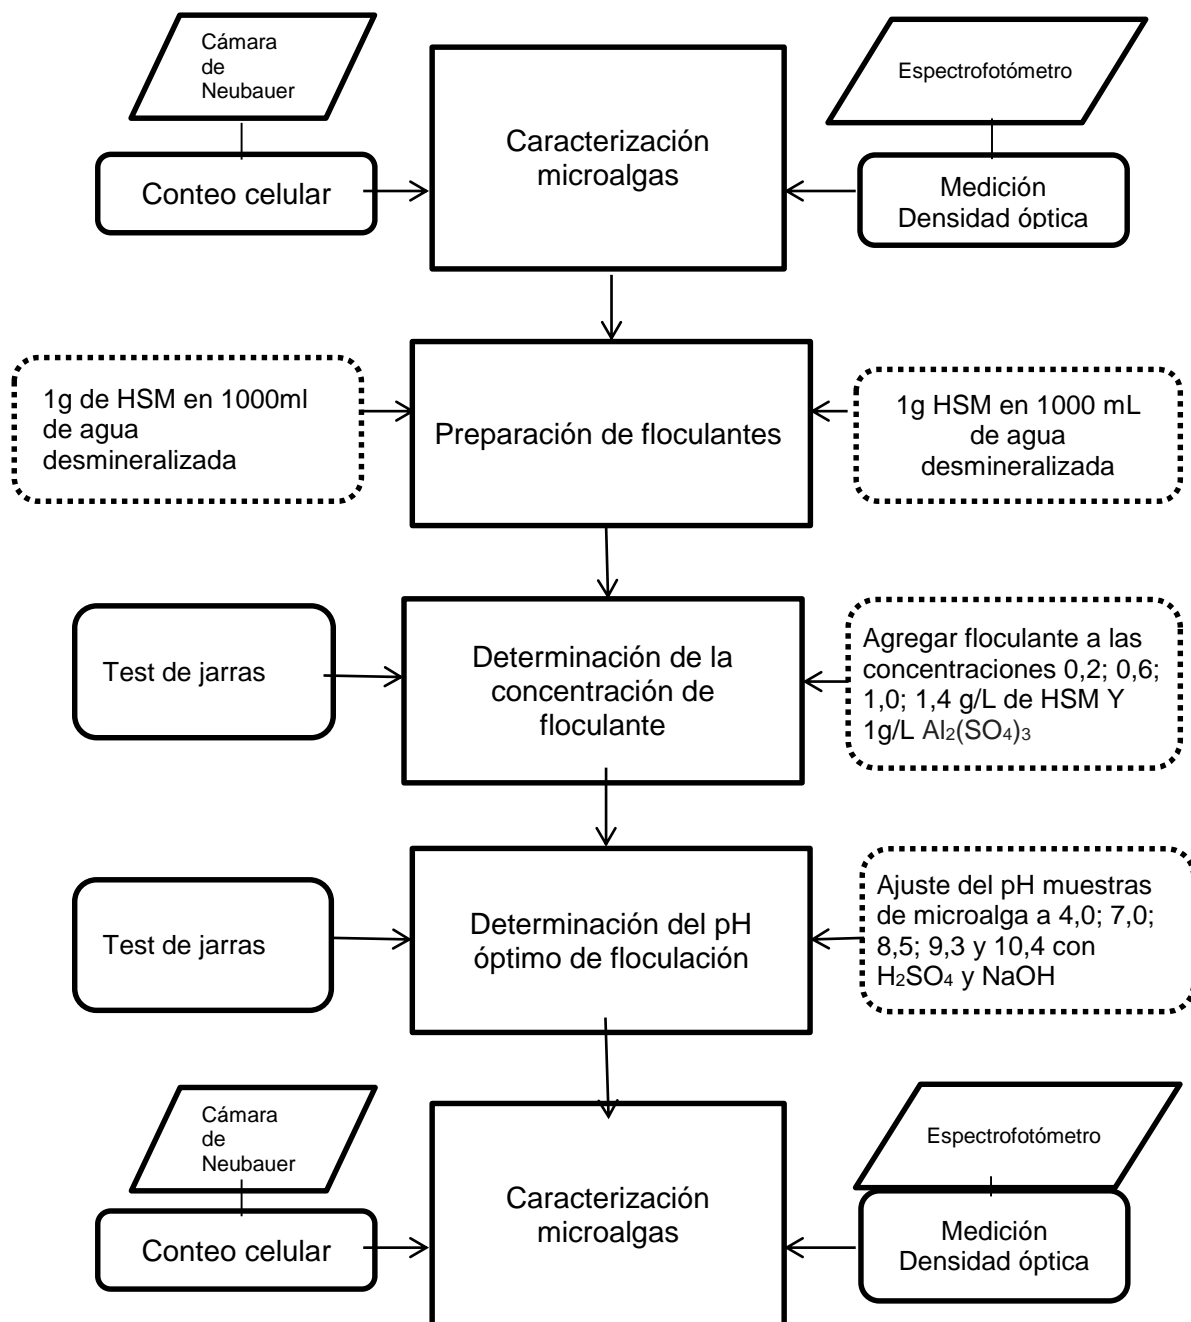 Cámara
de
Neubauer
Espectrofotómetro
Caracterización
microalgas
Conteo celular
Medición
Densidad óptica
1g de HSM en 1000ml
de agua
desmineralizada
Preparación de floculantes
1g HSM en 1000 mL
de agua
desmineralizada
Test de jarras
Determinación de la
concentración de
floculante
Agregar floculante a las
concentraciones 0,2; 0,6;
1,0; 1,4 g/L de HSM Y
1g/L Al₂(SO₄)₃
Test de jarras
Determinación del pH
óptimo de floculación
Ajuste del pH muestras
de microalga a 4,0; 7,0;
8,5; 9,3 y 10,4 con
H₂SO₄ y NaOH
Cámara
de
Neubauer
Espectrofotómetro
Caracterización
microalgas
Conteo celular
Medición
Densidad óptica